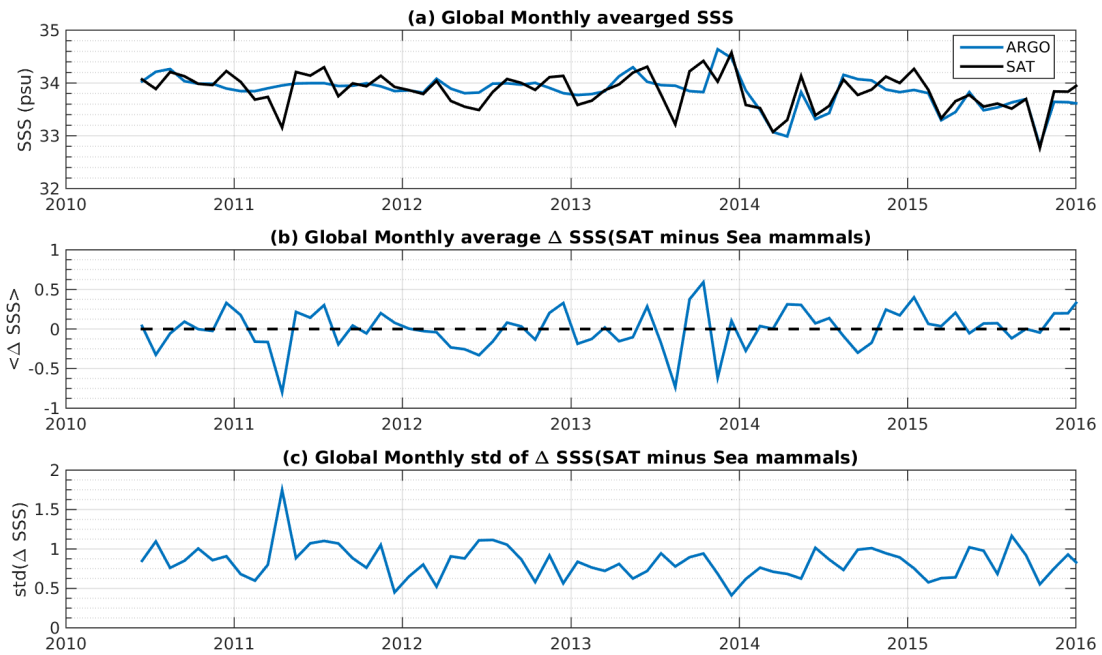 (a) Global Monthly avearged SSS
35
34
33
32
SSS (psu)
ARGO
SAT
2010 2011 2012 2013 2014 2015 2016
(b) Global Monthly average Δ SSS(SAT minus Sea mammals)
1
0.5
0
-0.5
-1
<Δ SSS>
2010 2011 2012 2013 2014 2015 2016
(c) Global Monthly std of Δ SSS(SAT minus Sea mammals)
2
1.5
1
0.5
0
std(Δ SSS)
2010 2011 2012 2013 2014 2015 2016